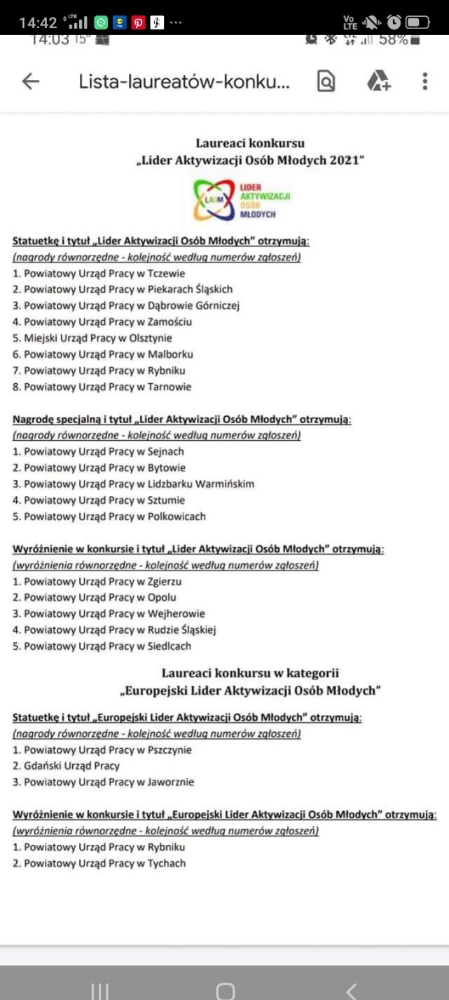 14:42 LTE Vo LTE
14:03 15° LTE 58%
Lista-laureatów-konku...
Laureaci konkursu
„Lider Aktywizacji Osób Młodych 2021"
LAOM
LIDER
AKTYWIZACJI
OSÓB
MŁODYCH
Statuetkę i tytuł „Lider Aktywizacji Osób Młodych" otrzymują:
(nagrody równorzędne - kolejność według numerów zgłoszeń)
1. Powiatowy Urząd Pracy w Tczewie
2. Powiatowy Urząd Pracy w Piekarach Śląskich
3. Powiatowy Urząd Pracy w Dąbrowie Górniczej
4. Powiatowy Urząd Pracy w Zamościu
5. Miejski Urząd Pracy w Olsztynie
6. Powiatowy Urząd Pracy w Malborku
7. Powiatowy Urząd Pracy w Rybniku
8. Powiatowy Urząd Pracy w Tarnowie
Nagrodę specjalną i tytuł „Lider Aktywizacji Osób Młodych" otrzymują:
(nagrody równorzędne - kolejność według numerów zgłoszeń)
1. Powiatowy Urząd Pracy w Sejnach
2. Powiatowy Urząd Pracy w Bytowie
3. Powiatowy Urząd Pracy w Lidzbarku Warmińskim
4. Powiatowy Urząd Pracy w Sztumie
5. Powiatowy Urząd Pracy w Polkowicach
Wyróżnienie w konkursie i tytuł „Lider Aktywizacji Osób Młodych" otrzymują:
(wyróżnienia równorzędne - kolejność według numerów zgłoszeń)
1. Powiatowy Urząd Pracy w Zgierzu
2. Powiatowy Urząd Pracy w Opolu
3. Powiatowy Urząd Pracy w Wejherowie
4. Powiatowy Urząd Pracy w Rudzie Śląskiej
5. Powiatowy Urząd Pracy w Siedlcach
Laureaci konkursu w kategorii
„Europejski Lider Aktywizacji Osób Młodych"
Statuetkę i tytuł „Europejski Lider Aktywizacji Osób Młodych" otrzymują:
(nagrody równorzędne - kolejność według numerów zgłoszeń)
1. Powiatowy Urząd Pracy w Pszczynie
2. Gdański Urząd Pracy
3. Powiatowy Urząd Pracy w Jaworznie
Wyróżnienie w konkursie i tytuł „Europejski Lider Aktywizacji Osób Młodych" otrzymują:
(wyróżnienia równorzędne - kolejność według numerów zgłoszeń)
1. Powiatowy Urząd Pracy w Rybniku
2. Powiatowy Urząd Pracy w Tychach